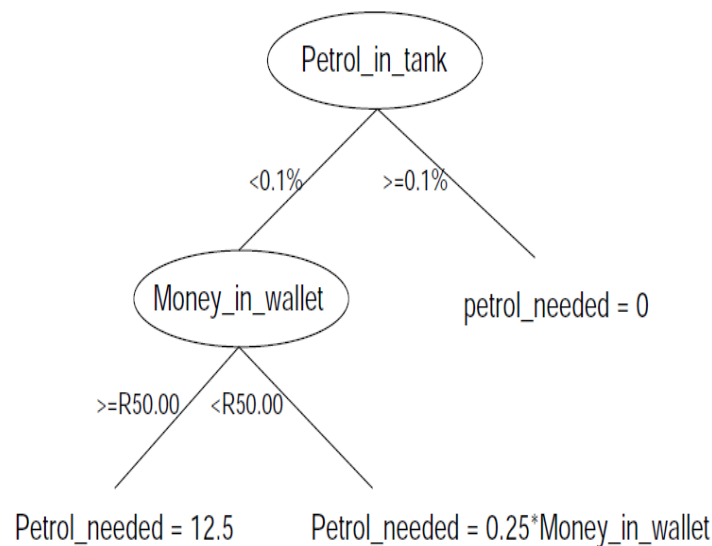 Petrol_in_tank
<0.1%
>=0.1%
Money_in_wallet
petrol_needed = 0
>=R50.00
<R50.00
Petrol_needed = 12.5
Petrol_needed = 0.25*Money_in_wallet